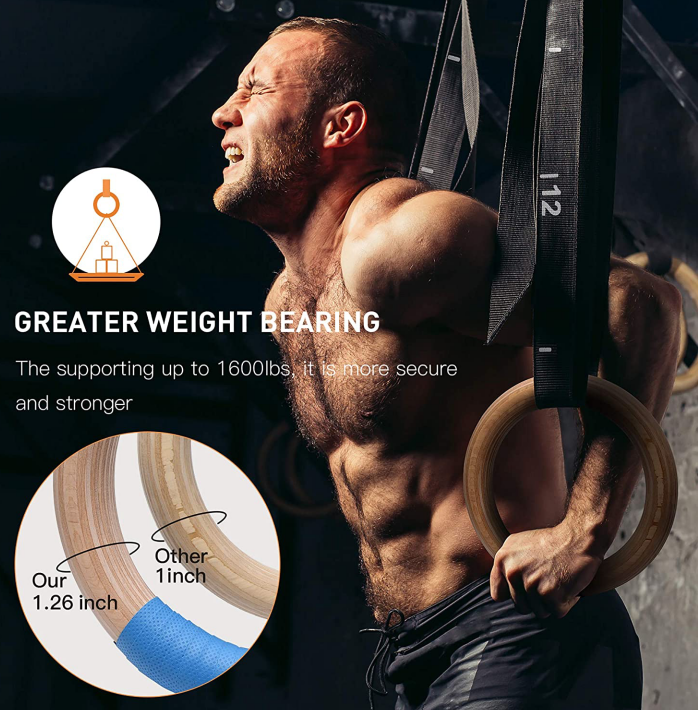 12
GREATER WEIGHT BEARING
The supporting up to 1600lbs, it is more secure
and stronger
Other
1inch
Our
1.26 inch